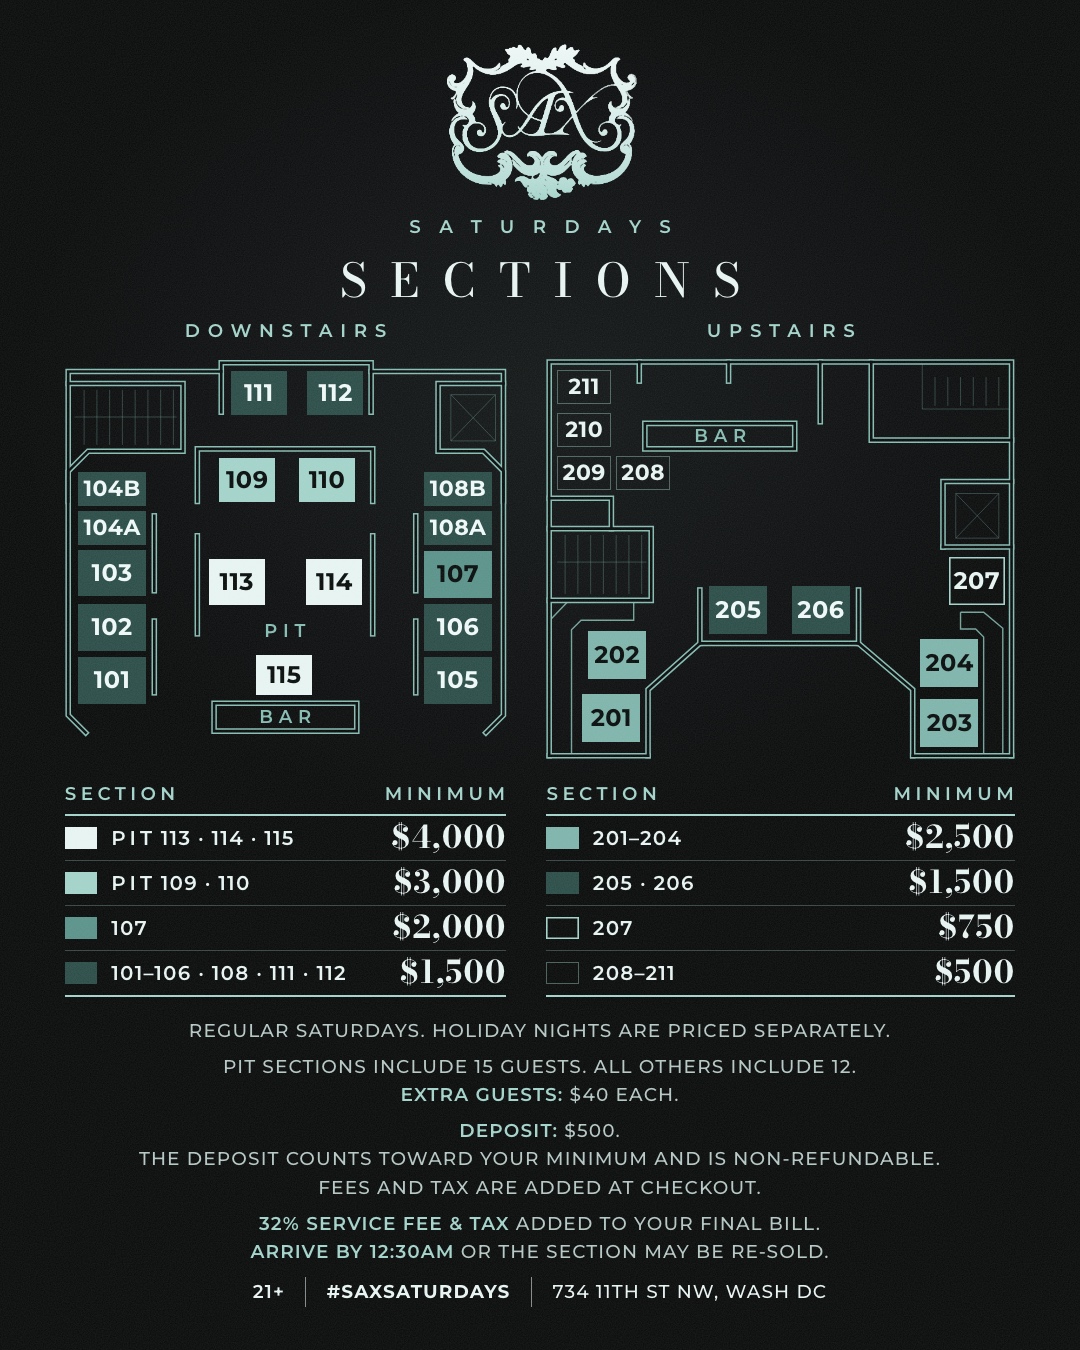 SAX
SATURDAYS
SECTIONS
DOWNSTAIRS
111 112
109 110
104B 108B
104A 108A
103 107
113 114
102 106
PIT
101 105
115
BAR
UPSTAIRS
211
210
BAR
209 208
207
205 206
202 204
201 203
SECTION MINIMUM
PIT 113 · 114 · 115 $4,000
PIT 109 · 110 $3,000
107 $2,000
101–106 · 108 · 111 · 112 $1,500
SECTION MINIMUM
201–204 $2,500
205 · 206 $1,500
207 $750
208–211 $500
REGULAR SATURDAYS. HOLIDAY NIGHTS ARE PRICED SEPARATELY.
PIT SECTIONS INCLUDE 15 GUESTS. ALL OTHERS INCLUDE 12.
EXTRA GUESTS: $40 EACH.
DEPOSIT: $500.
THE DEPOSIT COUNTS TOWARD YOUR MINIMUM AND IS NON-REFUNDABLE.
FEES AND TAX ARE ADDED AT CHECKOUT.
32% SERVICE FEE & TAX ADDED TO YOUR FINAL BILL.
ARRIVE BY 12:30AM OR THE SECTION MAY BE RE-SOLD.
21+ #SAXSATURDAYS 734 11TH ST NW, WASH DC